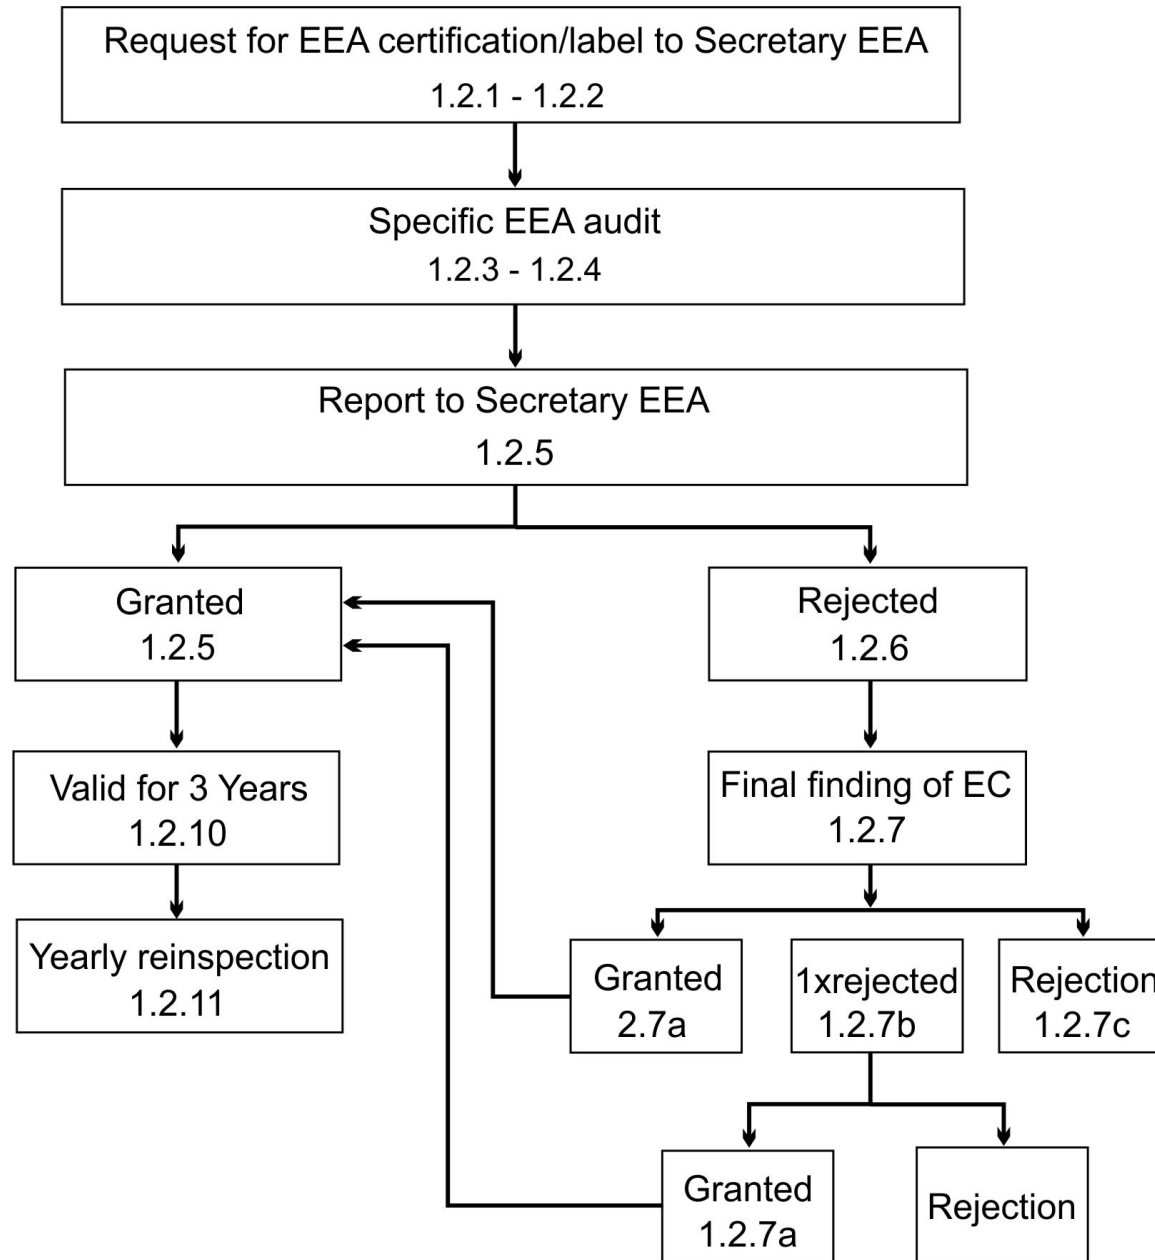 Request for EEA certification/label to Secretary EEA
1.2.1 - 1.2.2
Specific EEA audit
1.2.3 - 1.2.4
Report to Secretary EEA
1.2.5
Granted
1.2.5
Rejected
1.2.6
Valid for 3 Years
1.2.10
Final finding of EC
1.2.7
Yearly reinspection
1.2.11
Granted
2.7a
1xrejected
1.2.7b
Rejection
1.2.7c
Granted
1.2.7a
Rejection